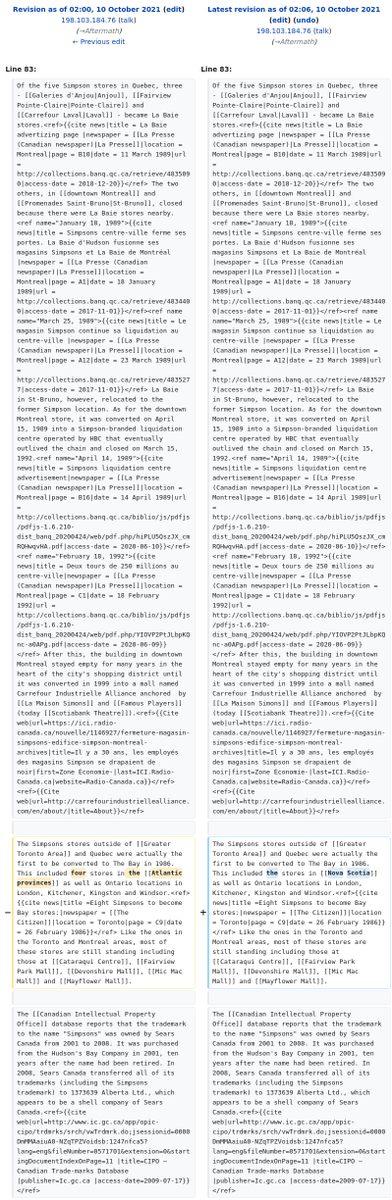 Revision as of 02:00, 10 October 2021 (edit)
198.103.184.76 (talk)
(→Aftermath)
← Previous edit
Line 83:
Of the five Simpson stores in Quebec, three
- [[Galeries d'Anjou|Anjou]], [[Fairview
Pointe-Claire|Pointe-Claire]] and
[[Carrefour Laval|Laval]] - became La Baie
stores.<ref>{{cite news|title = La Baie
advertizing page |newspaper = [[La Presse
(Canadian newspaper)|La Presse]]|location =
Montreal|page = B10|date = 11 March 1989|url
=
http://collections.banq.qc.ca/retrieve/483509
0|access-date = 2018-12-20}}</ref> The two
others, in [[downtown Montreal]] and
[[Promenades Saint-Bruno|St-Bruno]], closed
because there were La Baie stores nearby.
<ref name="January 18, 1989">{{cite
news|title = Simpsons centre-ville ferme ses
portes. La Baie d'Hudson fusionne ses
magasins Simpsons et La Baie de Montréal
|newspaper = [[La Presse (Canadian
newspaper)|La Presse]]|location =
Montreal|page = A1|date = 18 January
1989|url =
http://collections.banq.qc.ca/retrieve/483440
0|access-date = 2017-11-01}}</ref><ref
name="March 25, 1989">{{cite news|title = Le
magasin Simpson continue sa liquidation au
centre-ville |newspaper = [[La Presse
(Canadian newspaper)|La Presse]]|location =
Montreal|page = A12|date = 23 March 1989|url
=
http://collections.banq.qc.ca/retrieve/483527
7|access-date = 2017-11-01}}</ref> La Baie
in St-Bruno, however, relocated to the
former Simpson location. As for the downtown
Montreal store, it was converted on April
15, 1989 into a Simpson-branded liquidation
centre operated by HBC that eventually
outlived the chain and closed on March 15,
1992.<ref name="April 14, 1989">{{cite
news|title = Simpsons liquidation centre
advertisement|newspaper = [[La Presse
(Canadian newspaper)|La Presse]]|location =
Montreal|page = B16|date = 14 April 1989|url
=
http://collections.banq.qc.ca/biblio/js/pdfjs
/pdfjs-1.6.210-
dist_banq_20200424/web/pdf.php/hiPLU5QszJX_cm
RQHwqvHA.pdf|access-date = 2020-06-10}}</ref>
<ref name="February 18, 1992">{{cite
news|title = Deux tours de 250 millions au
centre-ville|newspaper = [[La Presse
(Canadian newspaper)|La Presse]]|location =
Montreal|page = C1|date = 18 February
1992|url =
http://collections.banq.qc.ca/biblio/js/pdfjs
/pdfjs-1.6.210-
dist_banq_20200424/web/pdf.php/YI0VP2PtJLbpKQ
nc-a0APg.pdf|access-date = 2020-06-09}}
</ref> After this, the building in downtown
Montreal stayed empty for many years in the
heart of the city's shopping district until
it was converted in 1999 into a mall named
Carrefour Industrielle Alliance anchored  by
[[La Maison Simons]] and [[Famous Players]]
(today [[Scotiabank Theatre]]).<ref>{{Cite
web|url=https://ici.radio-
canada.ca/nouvelle/1146927/fermeture-magasin-
simpsons-edifice-simpson-montreal-
archives|title=Il y a 30 ans, les employés
des magasins Simpson se drapaient de
noir|first=Zone Economie-|last=ICI.Radio-
Canada.ca|website=Radio-Canada.ca}}</ref>
<ref>{{Cite
web|url=http://carrefourindustriellealliance.
com/en/about/|title=About}}</ref>
−
The Simpsons stores outside of [[Greater
Toronto Area]] and Quebec were actually the
first to be converted to The Bay in 1986.
This included four stores in the [[Atlantic
provinces]] as well as Ontario locations in
London, Kitchener, Kingston and Windsor.<ref>
{{cite news|title =Eight Simpsons to become
Bay stores:|newspaper = [[The
Citizen]]|location = Toronto|page = C9|date
= 26 February 1986}}</ref> Like the ones in
the Toronto and Montreal areas, most of
these stores are still standing including
those at [[Cataraqui Centre]], [[Fairview
Park Mall]], [[Devonshire Mall]], [[Mic Mac
Mall]] and [[Mayflower Mall]].
The [[Canadian Intellectual Property
Office]] database reports that the trademark
to the name "Simpsons" was owned by Sears
Canada from 2001 to 2008. It was purchased
from the Hudson's Bay Company in 2001, ten
years after the name had been retired. In
2008, Sears Canada transferred all of its
trademarks (including the Simpsons
trademark) to 1373639 Alberta Ltd., which
appears to be a shell company of Sears
Canada.<ref>{{cite
web|url=http://www.ic.gc.ca/app/opic-
lang=eng&fileNumber=0571701&extension=0&start
ingDocumentIndexOnPage=11 |title=CIPO –
Canadian Trade-marks Database
|publisher=Ic.gc.ca |access-date=2009-07-17}}
</ref>
Latest revision as of 02:06, 10 October 2021
(edit) (undo)
198.103.184.76 (talk)
(→Aftermath)
Line 83:
Of the five Simpson stores in Quebec, three
- [[Galeries d'Anjou|Anjou]], [[Fairview
Pointe-Claire|Pointe-Claire]] and
[[Carrefour Laval|Laval]] - became La Baie
stores.<ref>{{cite news|title = La Baie
advertizing page |newspaper = [[La Presse
(Canadian newspaper)|La Presse]]|location =
Montreal|page = B10|date = 11 March 1989|url
=
http://collections.banq.qc.ca/retrieve/483509
0|access-date = 2018-12-20}}</ref> The two
others, in [[downtown Montreal]] and
[[Promenades Saint-Bruno|St-Bruno]], closed
because there were La Baie stores nearby.
<ref name="January 18, 1989">{{cite
news|title = Simpsons centre-ville ferme ses
portes. La Baie d'Hudson fusionne ses
magasins Simpsons et La Baie de Montréal
|newspaper = [[La Presse (Canadian
newspaper)|La Presse]]|location =
Montreal|page = A1|date = 18 January
1989|url =
http://collections.banq.qc.ca/retrieve/483440
0|access-date = 2017-11-01}}</ref><ref
name="March 25, 1989">{{cite news|title = Le
magasin Simpson continue sa liquidation au
centre-ville |newspaper = [[La Presse
(Canadian newspaper)|La Presse]]|location =
Montreal|page = A12|date = 23 March 1989|url
=
http://collections.banq.qc.ca/retrieve/483527
7|access-date = 2017-11-01}}</ref> La Baie
in St-Bruno, however, relocated to the
former Simpson location. As for the downtown
Montreal store, it was converted on April
15, 1989 into a Simpson-branded liquidation
centre operated by HBC that eventually
outlived the chain and closed on March 15,
1992.<ref name="April 14, 1989">{{cite
news|title = Simpsons liquidation centre
advertisement|newspaper = [[La Presse
(Canadian newspaper)|La Presse]]|location =
Montreal|page = B16|date = 14 April 1989|url
=
http://collections.banq.qc.ca/biblio/js/pdfjs
/pdfjs-1.6.210-
dist_banq_20200424/web/pdf.php/hiPLU5QszJX_cm
RQHwqvHA.pdf|access-date = 2020-06-10}}</ref>
<ref name="February 18, 1992">{{cite
news|title = Deux tours de 250 millions au
centre-ville|newspaper = [[La Presse
(Canadian newspaper)|La Presse]]|location =
Montreal|page = C1|date = 18 February
1992|url =
http://collections.banq.qc.ca/biblio/js/pdfjs
/pdfjs-1.6.210-
dist_banq_20200424/web/pdf.php/YI0VP2PtJLbpKQ
nc-a0APg.pdf|access-date = 2020-06-09}}
</ref> After this, the building in downtown
Montreal stayed empty for many years in the
heart of the city's shopping district until
it was converted in 1999 into a mall named
Carrefour Industrielle Alliance anchored  by
[[La Maison Simons]] and [[Famous Players]]
(today [[Scotiabank Theatre]]).<ref>{{Cite
web|url=https://ici.radio-
canada.ca/nouvelle/1146927/fermeture-magasin-
simpsons-edifice-simpson-montreal-
archives|title=Il y a 30 ans, les employés
des magasins Simpson se drapaient de
noir|first=Zone Economie-|last=ICI.Radio-
Canada.ca|website=Radio-Canada.ca}}</ref>
<ref>{{Cite
web|url=http://carrefourindustriellealliance.
com/en/about/|title=About}}</ref>
+
The Simpsons stores outside of [[Greater
Toronto Area]] and Quebec were actually the
first to be converted to The Bay in 1986.
This included the stores in [[Nova Scotia]]
as well as Ontario locations in London,
Kitchener, Kingston and Windsor.<ref>{{cite
news|title =Eight Simpsons to become Bay
stores:|newspaper = [[The
Citizen]]|location = Toronto|page = C9|date
= 26 February 1986}}</ref> Like the ones in
the Toronto and Montreal areas, most of
these stores are still standing including
those at [[Cataraqui Centre]], [[Fairview
Park Mall]], [[Devonshire Mall]], [[Mic Mac
Mall]] and [[Mayflower Mall]].
The [[Canadian Intellectual Property
Office]] database reports that the trademark
to the name "Simpsons" was owned by Sears
Canada from 2001 to 2008. It was purchased
from the Hudson's Bay Company in 2001, ten
years after the name had been retired. In
2008, Sears Canada transferred all of its
trademarks (including the Simpsons
trademark) to 1373639 Alberta Ltd., which
appears to be a shell company of Sears
Canada.<ref>{{cite
web|url=http://www.ic.gc.ca/app/opic-
lang=eng&fileNumber=0571701&extension=0&start
ingDocumentIndexOnPage=11 |title=CIPO –
Canadian Trade-marks Database
|publisher=Ic.gc.ca |access-date=2009-07-17}}
</ref>